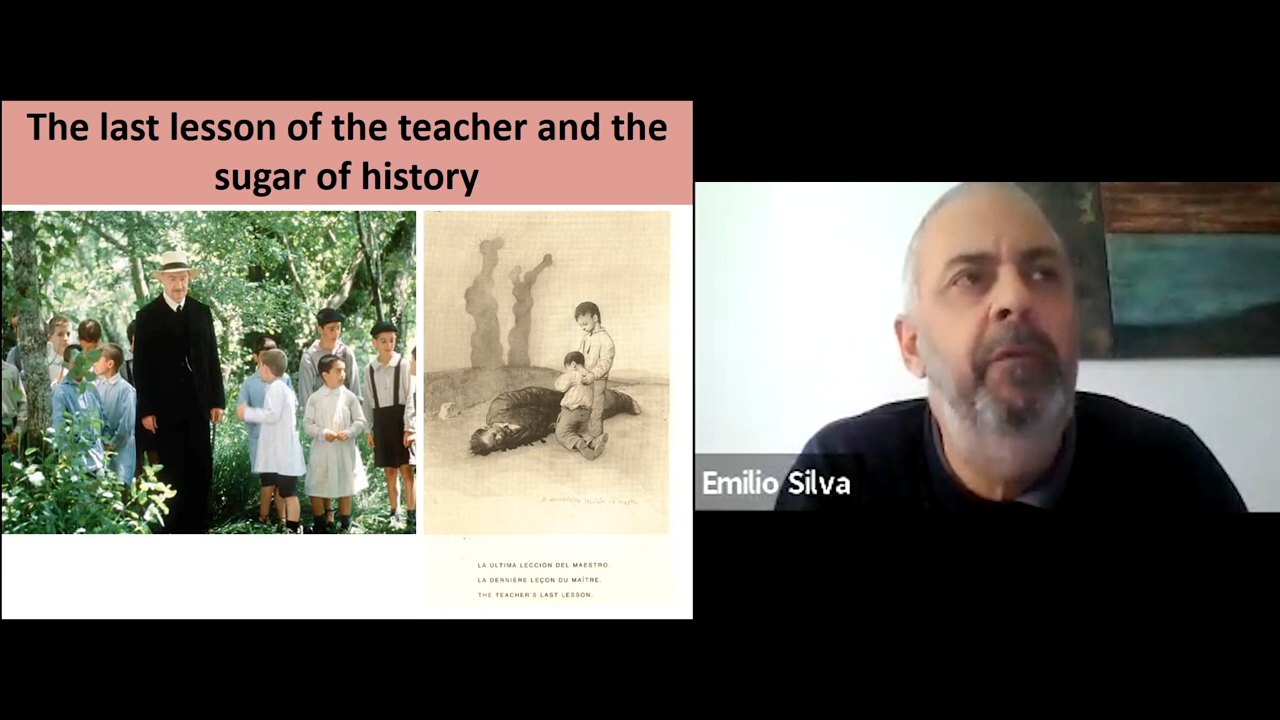 The last lesson of the teacher and the
sugar of history
LA ULTIMA LECCIÓN DEL MAESTRO.
LA DERNIÈRE LEÇON DU MAÎTRE.
THE TEACHER'S LAST LESSON.
Emilio Silva